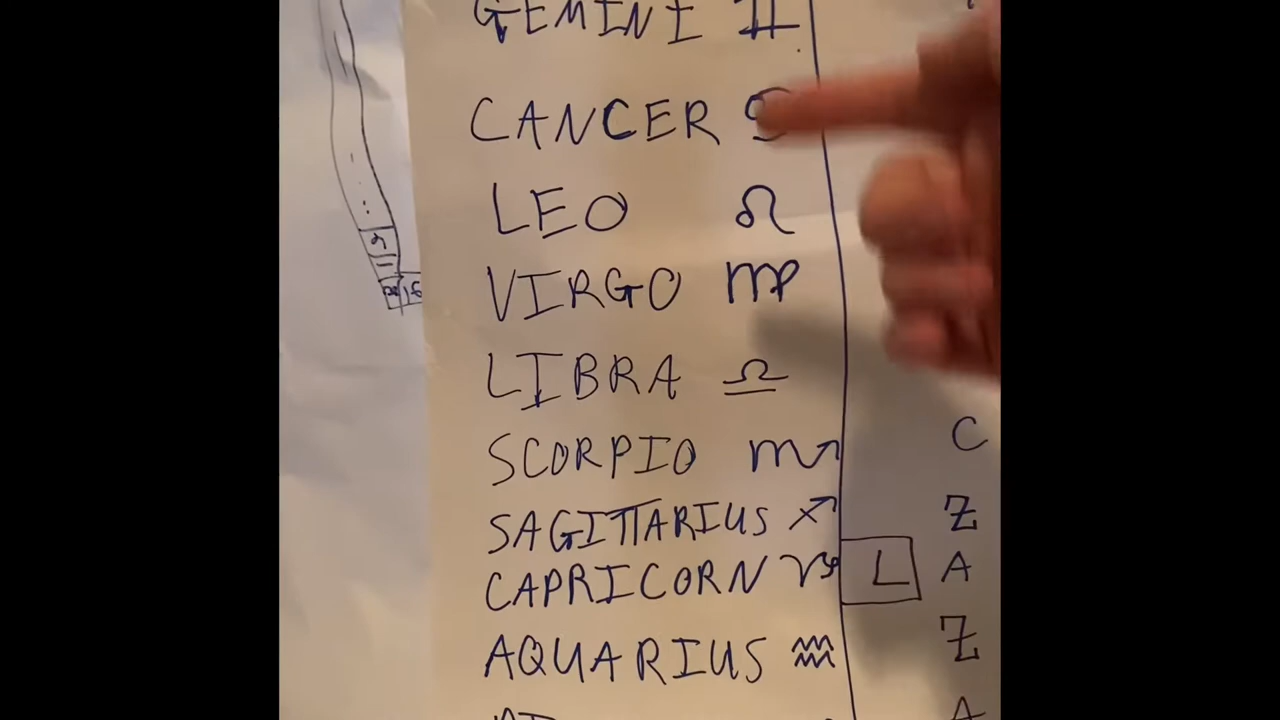 GEMINI ♊
CANCER ♋
LEO ♌
VIRGO ♍
LIBRA ♎
SCORPIO ♏
SAGITTARIUS ♐
CAPRICORN ♑
AQUARIUS ♒
C
Z
L A
Z
A